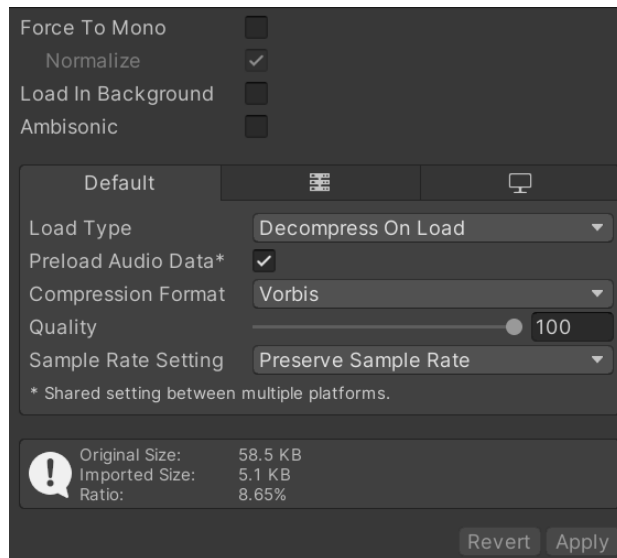 Force To Mono
Normalize
Load In Background
Ambisonic
Default
Load Type Decompress On Load
Preload Audio Data*
Compression Format Vorbis
Quality 100
Sample Rate Setting Preserve Sample Rate
* Shared setting between multiple platforms.
Original Size: 58.5 KB
Imported Size: 5.1 KB
Ratio: 8.65%
Revert Apply